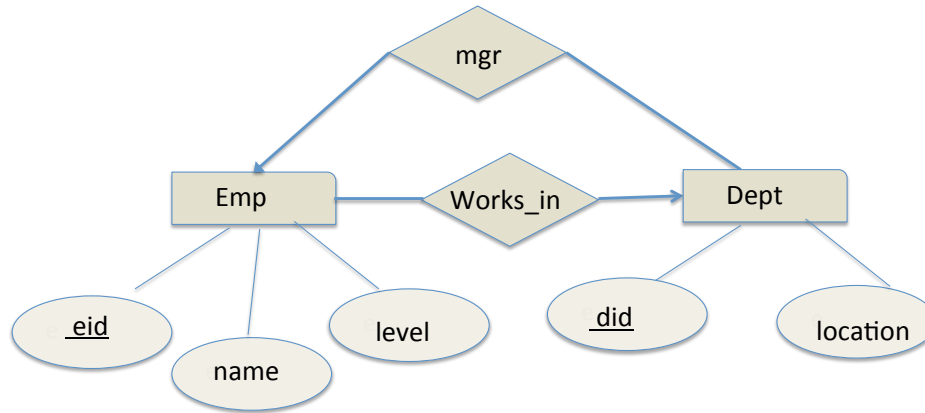 mgr
Emp
Works_in
Dept
eid
name
level
did
location